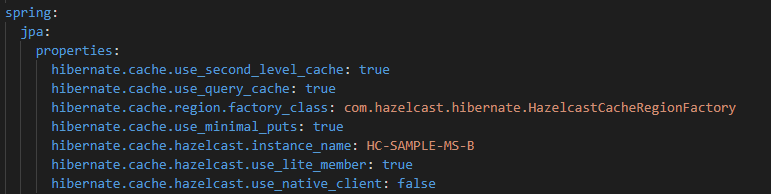 spring:
  jpa:
    properties:
      hibernate.cache.use_second_level_cache: true
      hibernate.cache.use_query_cache: true
      hibernate.cache.region.factory_class: com.hazelcast.hibernate.HazelcastCacheRegionFactory
      hibernate.cache.use_minimal_puts: true
      hibernate.cache.hazelcast.instance_name: HC-SAMPLE-MS-B
      hibernate.cache.hazelcast.use_lite_member: true
      hibernate.cache.hazelcast.use_native_client: false